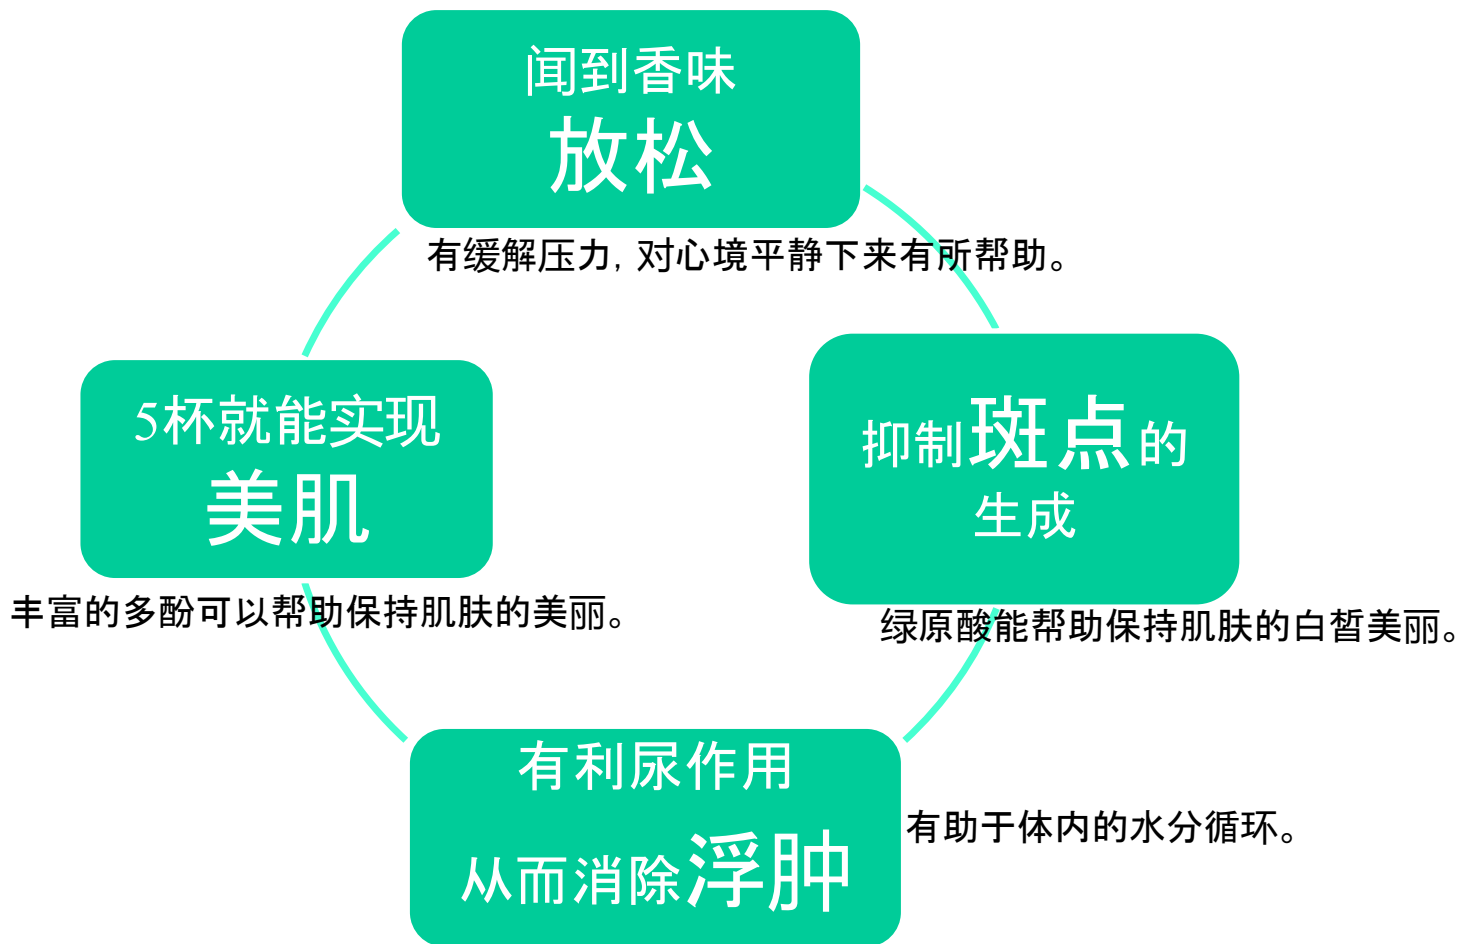 闻到香味
放松
有缓解压力, 对心境平静下来有所帮助。
5杯就能实现
美肌
丰富的多酚可以帮助保持肌肤的美丽。
抑制斑点的
生成
绿原酸能帮助保持肌肤的白皙美丽。
有利尿作用
从而消除浮肿
有助于体内的水分循环。